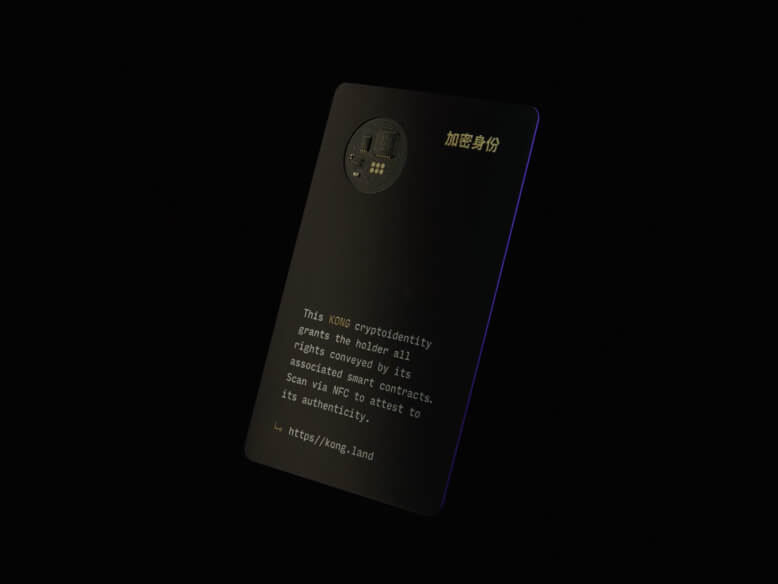 加密身份
This KONG cryptoidentity
grants the holder all
rights conveyed by its
associated smart contracts.
Scan via NFC to attest to
its authenticity.
https//kong.land